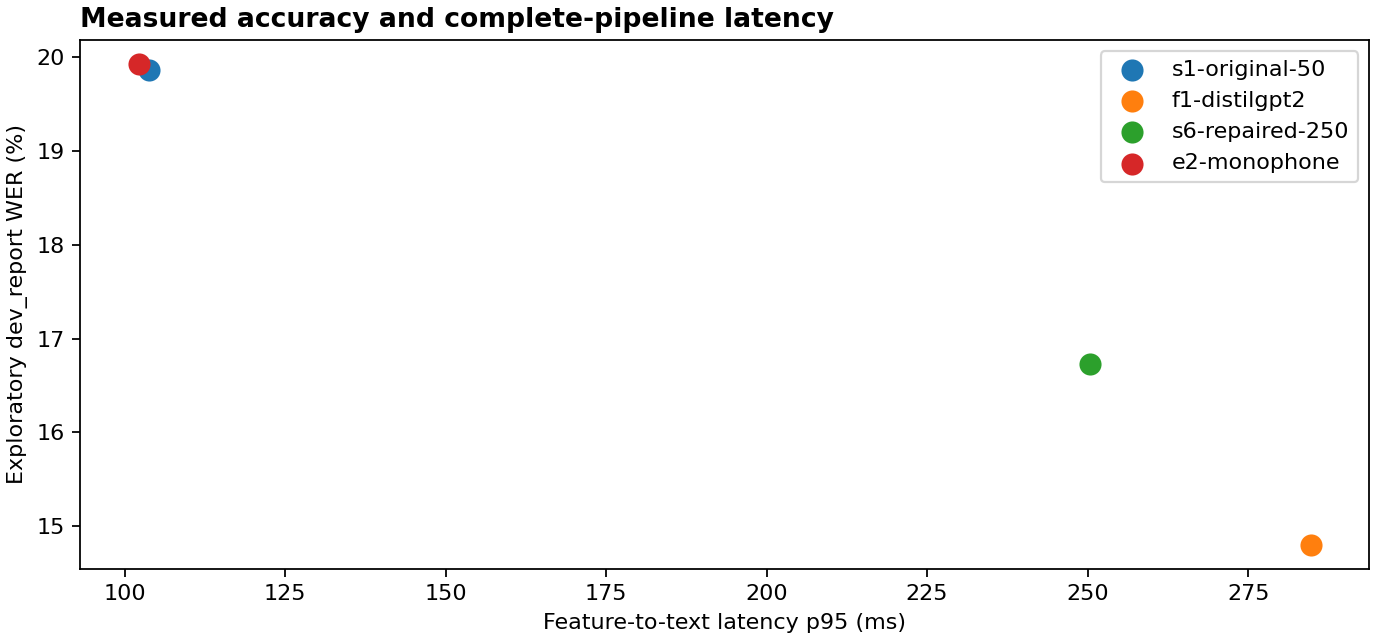 Measured accuracy and complete-pipeline latency
20
19
18
17
16
15
Exploratory dev_report WER (%)
s1-original-50
f1-distilgpt2
s6-repaired-250
e2-monophone
100 125 150 175 200 225 250 275
Feature-to-text latency p95 (ms)